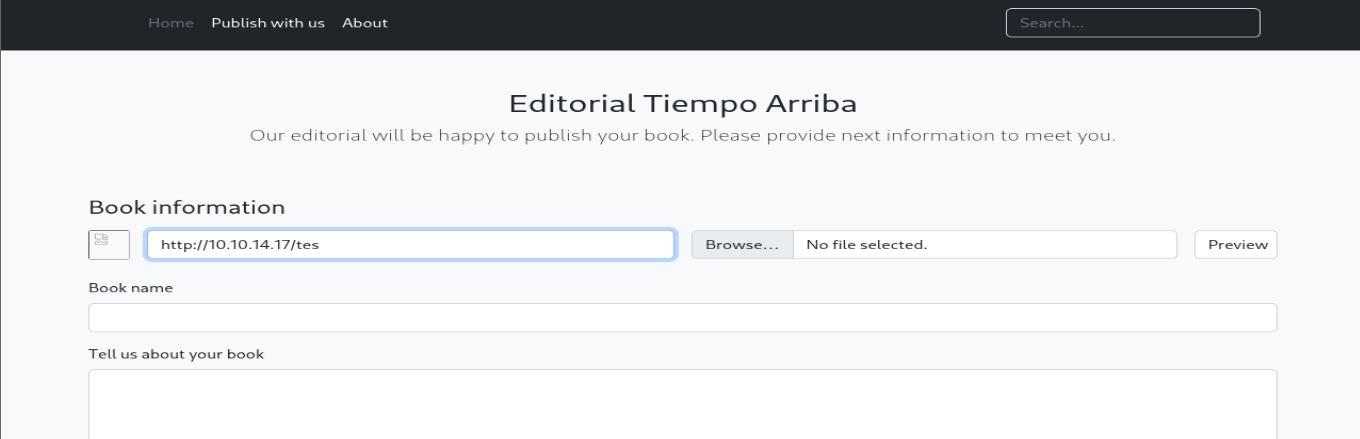 Home Publish with us About Search...
Editorial Tiempo Arriba
Our editorial will be happy to publish your book. Please provide next information to meet you.
Book information
http://10.10.14.17/tes Browse... No file selected. Preview
Book name
Tell us about your book